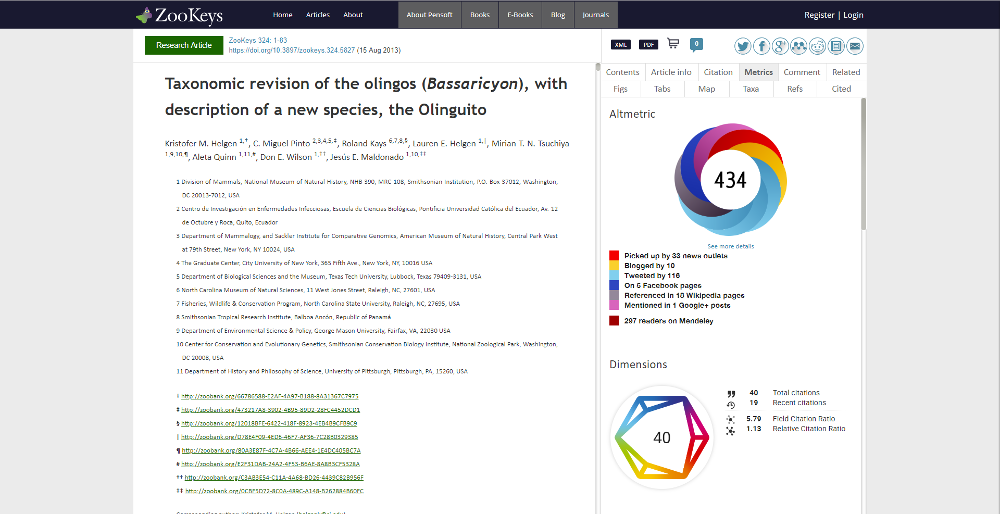 ZooKeys
Home Articles About About Pensoft Books E-Books Blog Journals Register | Login
Research Article
ZooKeys 324: 1-83
https://doi.org/10.3897/zookeys.324.5827 (15 Aug 2013)
XML PDF 0
Contents Article info Citation Metrics Comment Related
Figs Tabs Map Taxa Refs Cited
Taxonomic revision of the olingos (Bassaricyon), with
description of a new species, the Olinguito
Kristofer M. Helgen 1,†, C. Miguel Pinto 2,3,4,5,‡, Roland Kays 6,7,8,§, Lauren E. Helgen 1,|, Mirian T. N. Tsuchiya
1,9,10,¶, Aleta Quinn 1,11,#, Don E. Wilson 1,††, Jesús E. Maldonado 1,10,‡‡
1 Division of Mammals, National Museum of Natural History, NHB 390, MRC 108, Smithsonian Institution, P.O. Box 37012, Washington,
DC 20013-7012, USA
2 Centro de Investigación en Enfermedades Infecciosas, Escuela de Ciencias Biológicas, Pontificia Universidad Católica del Ecuador, Av. 12
de Octubre y Roca, Quito, Ecuador
3 Department of Mammalogy, and Sackler Institute for Comparative Genomics, American Museum of Natural History, Central Park West
at 79th Street, New York, NY 10024, USA
4 The Graduate Center, City University of New York, 365 Fifth Ave., New York, NY, 10016 USA
5 Department of Biological Sciences and the Museum, Texas Tech University, Lubbock, Texas 79409-3131, USA
6 North Carolina Museum of Natural Sciences, 11 West Jones Street, Raleigh, NC, 27601, USA
7 Fisheries, Wildlife & Conservation Program, North Carolina State University, Raleigh, NC, 27695, USA
8 Smithsonian Tropical Research Institute, Balboa Ancón, Republic of Panamá
9 Department of Environmental Science & Policy, George Mason University, Fairfax, VA, 22030 USA
10 Center for Conservation and Evolutionary Genetics, Smithsonian Conservation Biology Institute, National Zoological Park, Washington,
DC 20008, USA
11 Department of History and Philosophy of Science, University of Pittsburgh, Pittsburgh, PA, 15260, USA
† http://zoobank.org/66786588-E2AF-4A97-B188-8A31367C7975
‡ http://zoobank.org/473217A8-3902-4B95-89D2-28FC4452DCD1
§ http://zoobank.org/12018BFE-6422-418F-8923-4EB4B9CFB9C9
| http://zoobank.org/D78E4F09-4ED6-46F7-AF36-7C28B0329385
¶ http://zoobank.org/80A3E87F-4C7A-4B66-AEE4-1E4DC405BC7A
# http://zoobank.org/E2F31DAB-24A2-4F53-B6AE-8A8B3CF5328A
†† http://zoobank.org/C3AB3E54-C11A-4A68-BD26-4439C82B956F
‡‡ http://zoobank.org/0CBF5D72-8C0A-489C-A148-B262884B60FC
Corresponding author: Kristofer M. Helgen (helgenk@si.edu)
Altmetric
434
See more details
Picked up by 33 news outlets
Blogged by 10
Tweeted by 116
On 5 Facebook pages
Referenced in 18 Wikipedia pages
Mentioned in 1 Google+ posts
297 readers on Mendeley
Dimensions
40
40 Total citations
19 Recent citations
5.79 Field Citation Ratio
1.13 Relative Citation Ratio